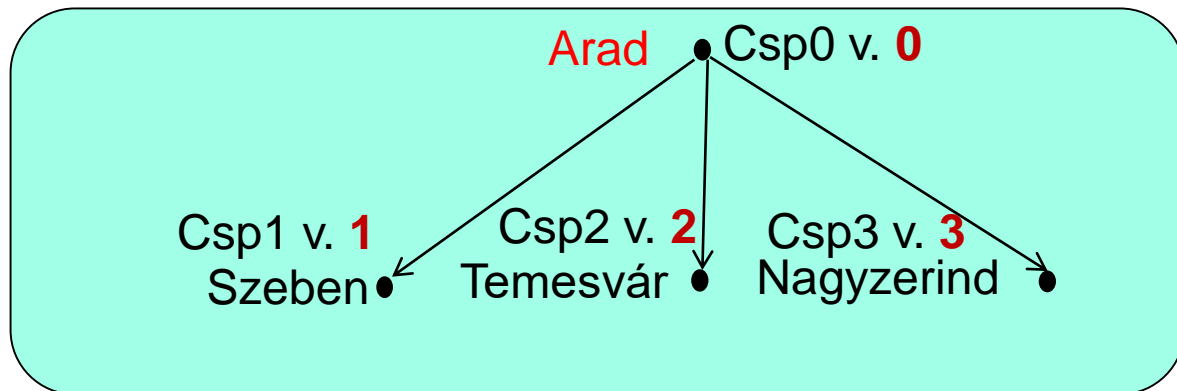 Arad Csp0 v. 0
Csp1 v. 1
Szeben
Csp2 v. 2
Temesvár
Csp3 v. 3
Nagyzerind